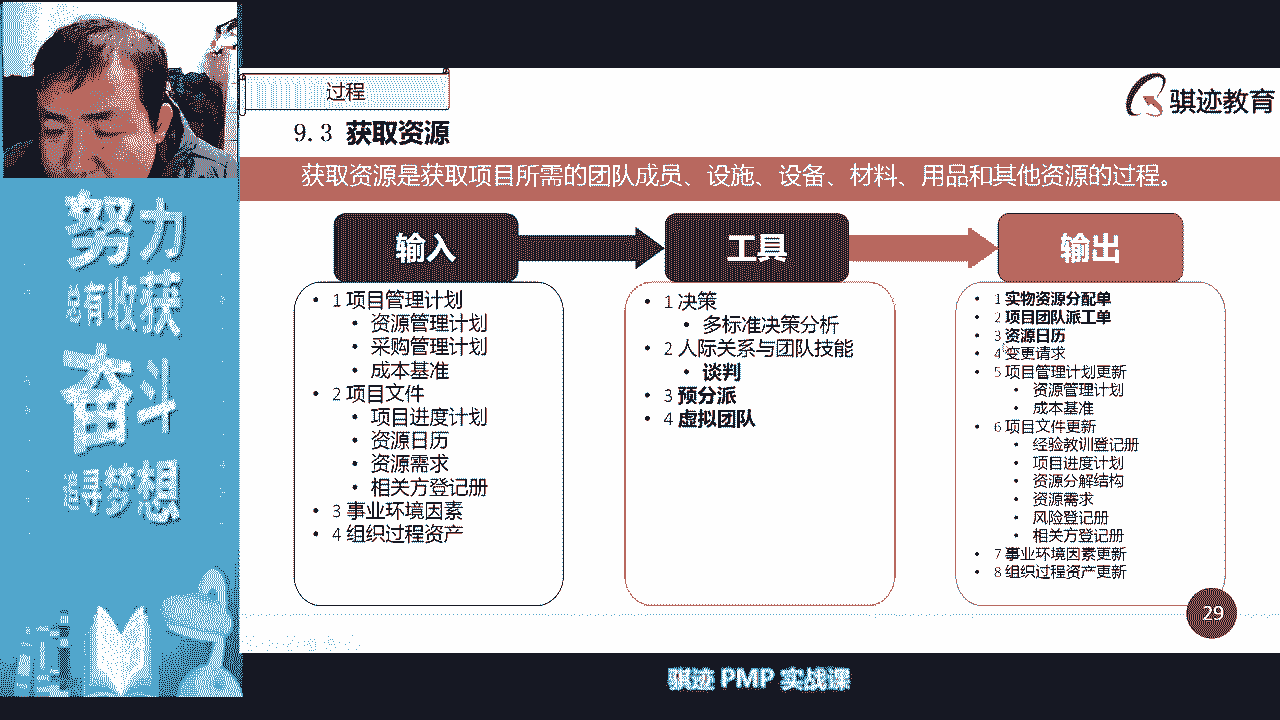 过程
骐迹教育
9.3 获取资源
获取资源是获取项目所需的团队成员、设施、设备、材料、用品和其他资源的过程。
努力
总有收获
奋斗
追寻梦想
输入
• 1 项目管理计划
• 资源管理计划
• 采购管理计划
• 成本基准
• 2 项目文件
• 项目进度计划
• 资源日历
• 资源需求
• 相关方登记册
• 3 事业环境因素
• 4 组织过程资产
工具
• 1 决策
• 多标准决策分析
• 2 人际关系与团队技能
• 谈判
• 3 预分派
• 4 虚拟团队
输出
• 1 实物资源分配单
• 2 项目团队派工单
• 3 资源日历
• 4 变更请求
• 5 项目管理计划更新
• 资源管理计划
• 成本基准
• 6 项目文件更新
• 经验教训登记册
• 项目进度计划
• 资源分解结构
• 资源需求
• 风险登记册
• 相关方登记册
• 7 事业环境因素更新
• 8 组织过程资产更新
29
骐迹 PMP 实战课